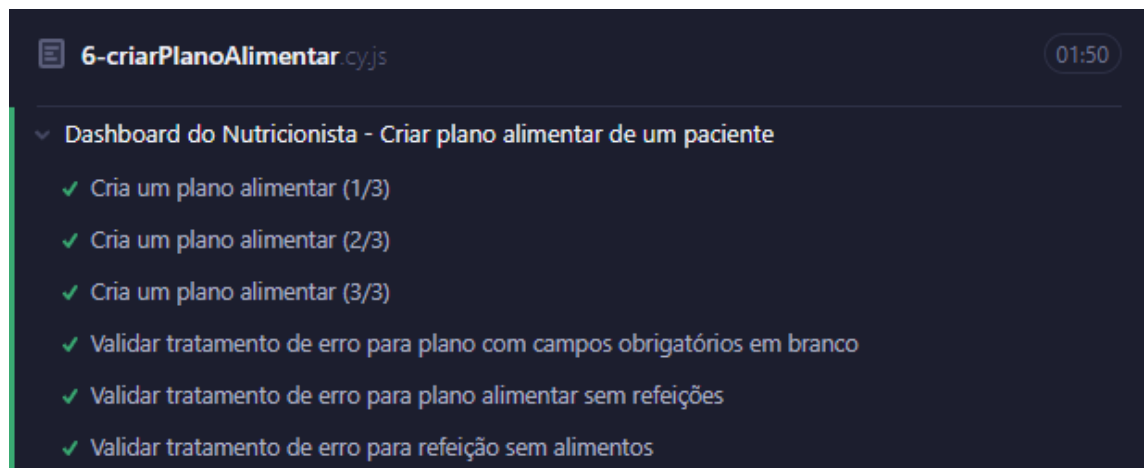 6-criarPlanoAlimentar.cy.js 01:50
Dashboard do Nutricionista - Criar plano alimentar de um paciente
Cria um plano alimentar (1/3)
Cria um plano alimentar (2/3)
Cria um plano alimentar (3/3)
Validar tratamento de erro para plano com campos obrigatórios em branco
Validar tratamento de erro para plano alimentar sem refeições
Validar tratamento de erro para refeição sem alimentos